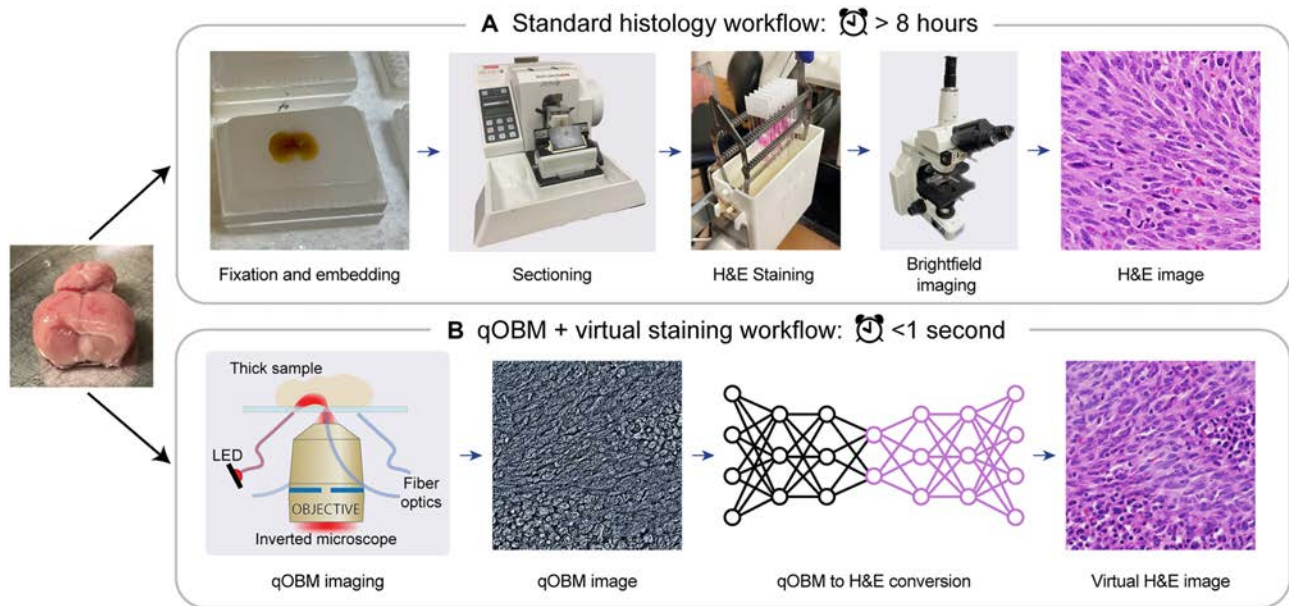 A Standard histology workflow: > 8 hours
Fixation and embedding
Sectioning
H&E Staining
Brightfield
imaging
H&E image
B qOBM + virtual staining workflow: <1 second
Thick sample
LED
Fiber
optics
OBJECTIVE
Inverted microscope
qOBM imaging
qOBM image
qOBM to H&E conversion
Virtual H&E image